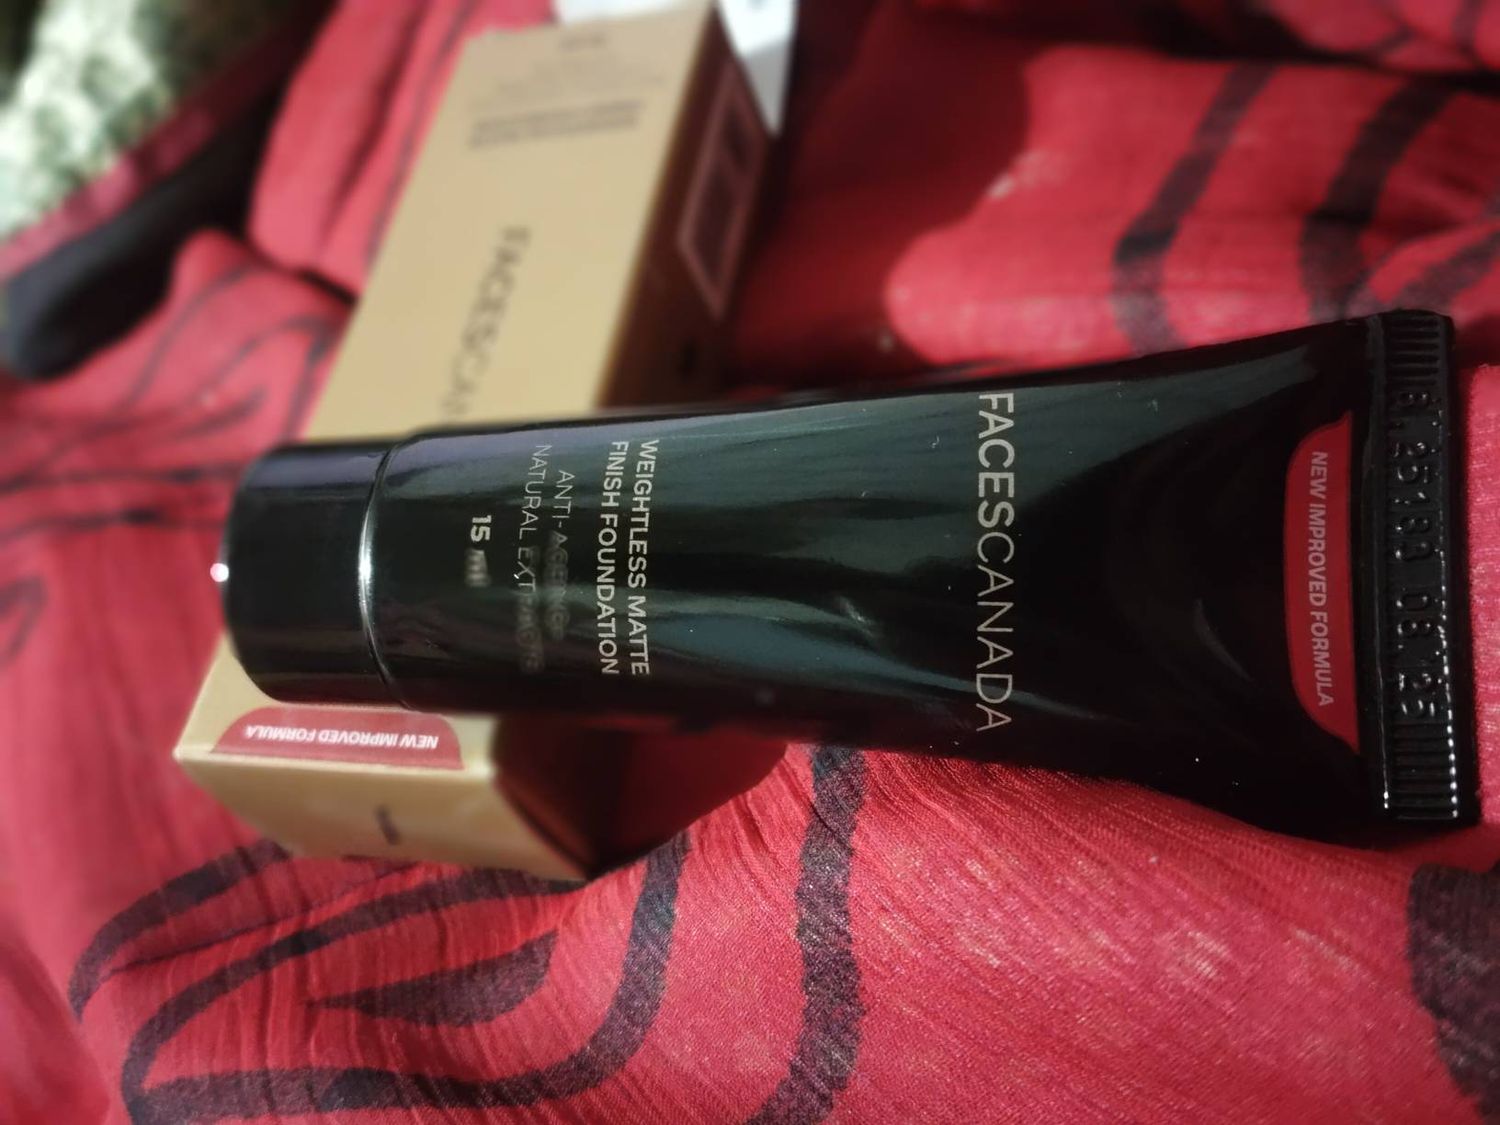 FACESCANADA
WEIGHTLESS MATTE
FINISH FOUNDATION
ANTI-AGEING
NATURAL EXTRACTS
15 ml
NEW IMPROVED FORMULA
FACESCAN
NEW IMPROVED FORMULA